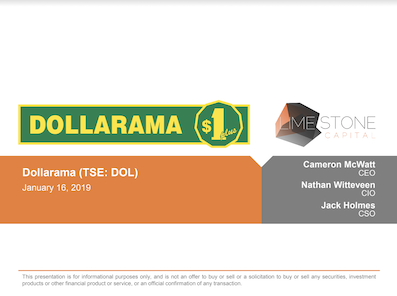 DOLLARAMA $1 plus
LIMESTONE
CAPITAL
Dollarama (TSE: DOL)
January 16, 2019
Cameron McWatt
CEO
Nathan Witteveen
CIO
Jack Holmes
CSO
This presentation is for informational purposes only, and is not an offer to buy or sell or a solicitation to buy or sell any securities, investment
products or other financial product or service, or an official confirmation of any transaction.